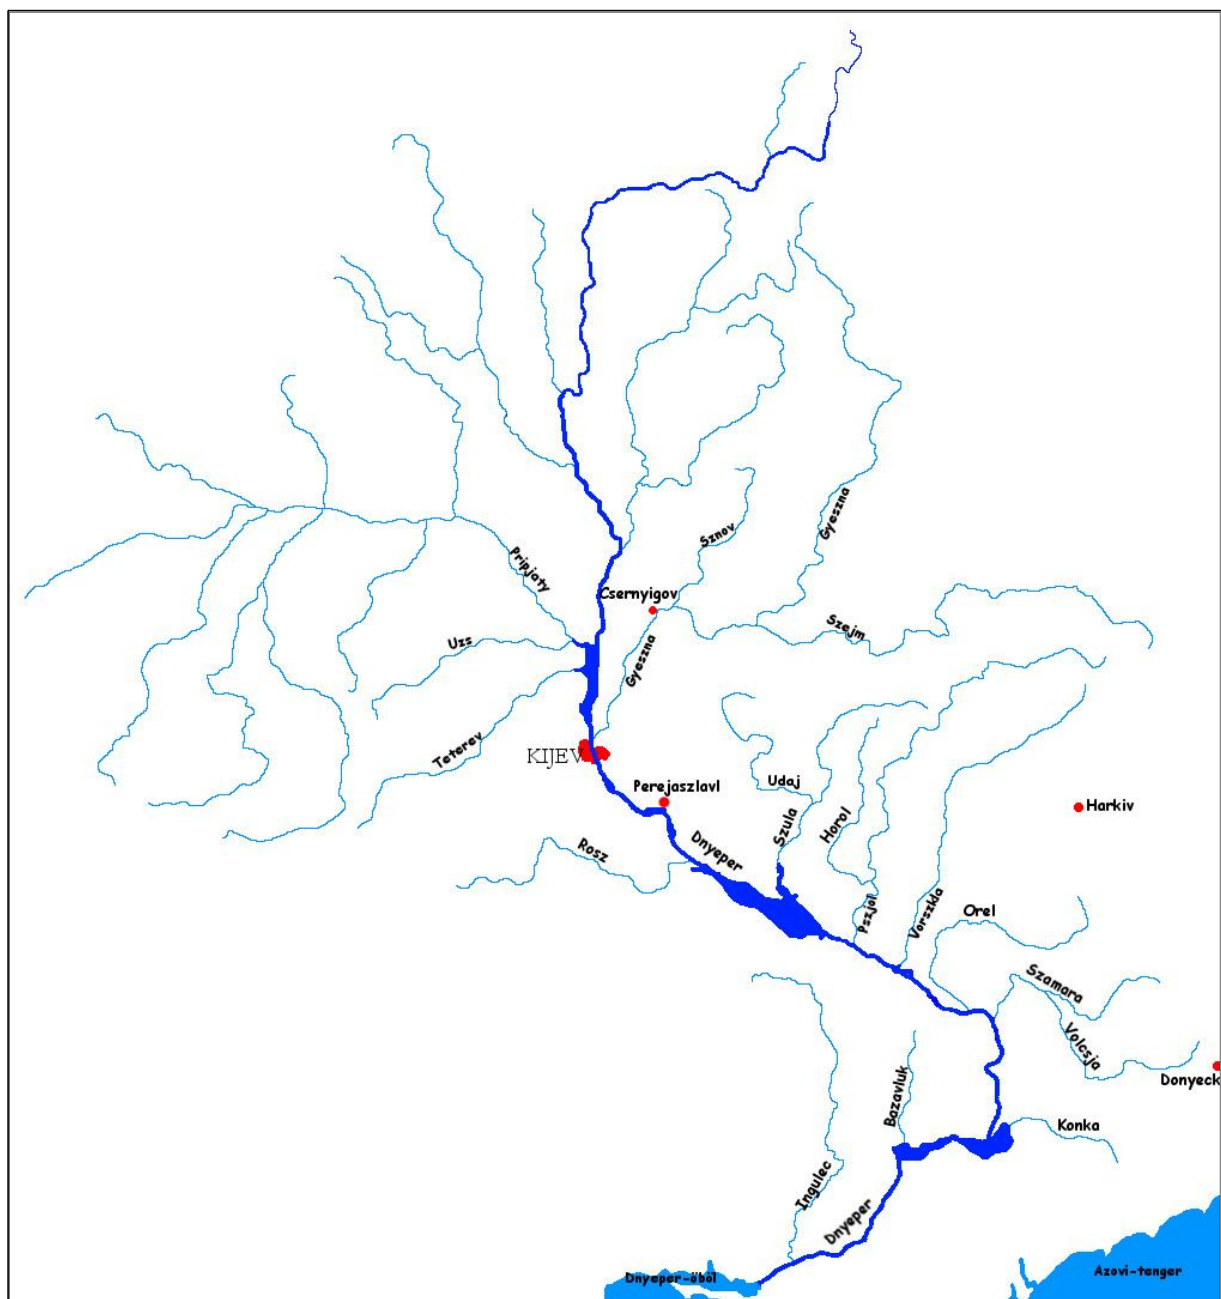 Gyeszna
Sznov
Pripjaty
Csernyigov
Szejm
Uzs
Gyeszna
Teterev
KIJEV
Perejaszlavl
Udaj
Harkiv
Szula
Horol
Rosz
Dnyeper
Pszjol
Vorszkla
Orel
Szamara
Volcsja
Donyeck
Bazavluk
Konka
Ingulec
Dnyeper
Dnyeper-öböl
Azovi-tenger